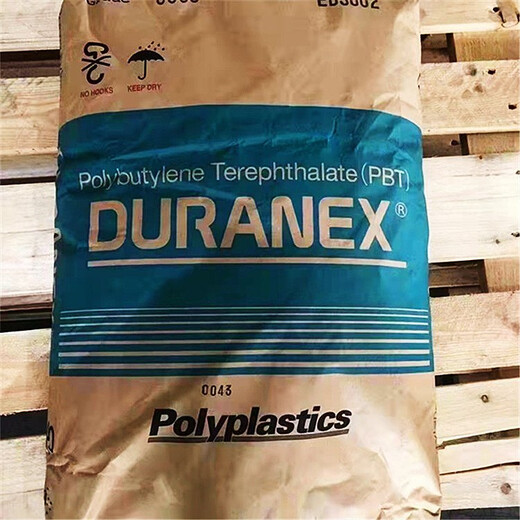 NO HOOKS
KEEP DRY
Polybutylene Terephthalate (PBT)
DURANEX®
0043
Polyplastics